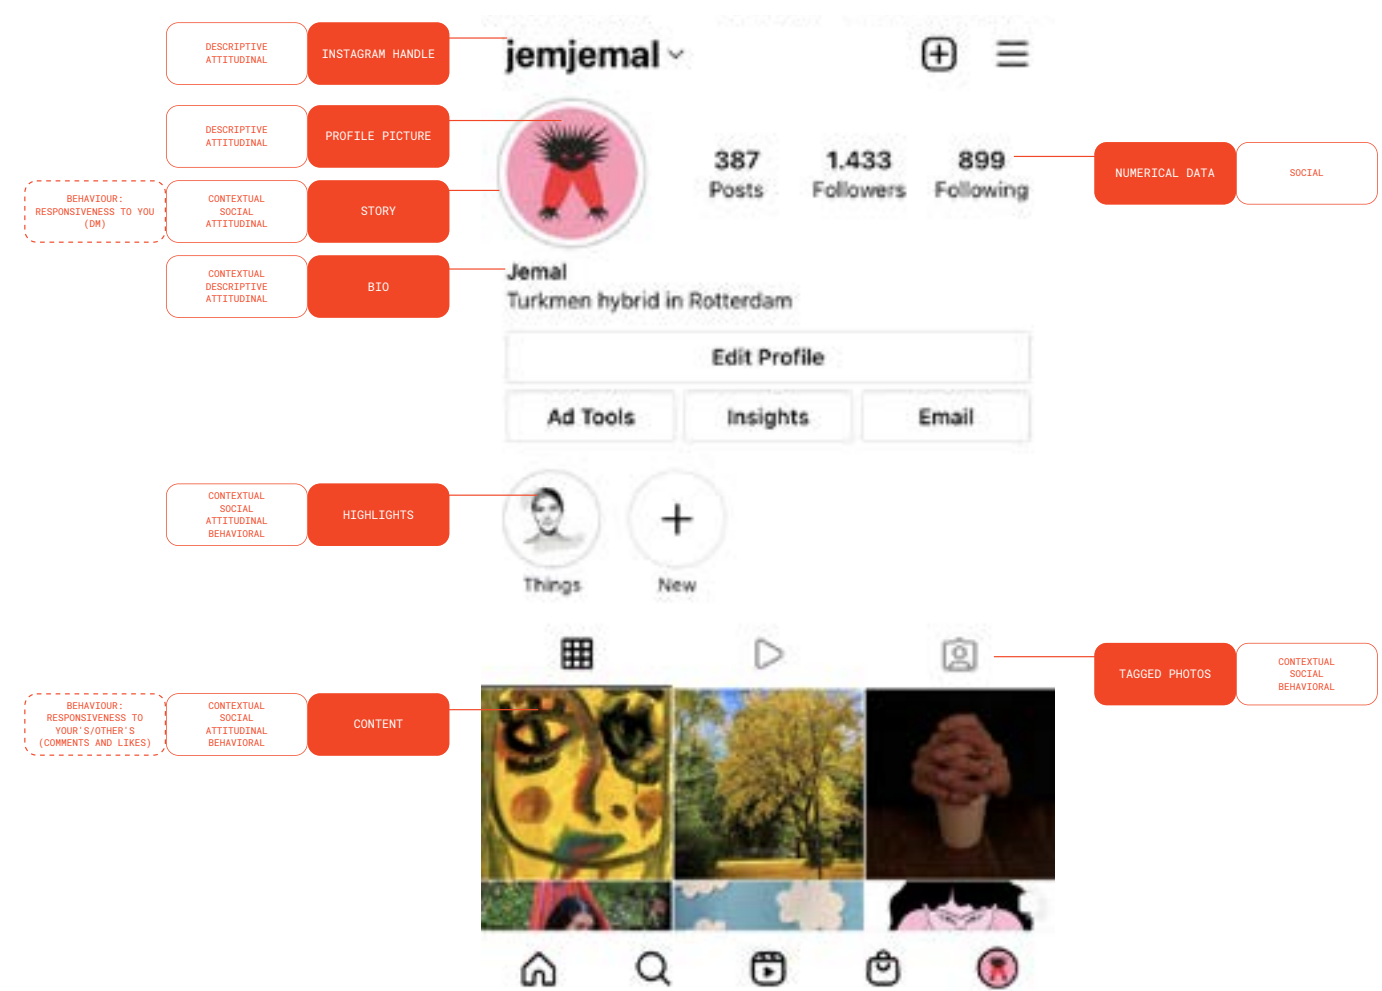 DESCRIPTIVE
ATTITUDINAL
INSTAGRAM HANDLE
jemjemal
DESCRIPTIVE
ATTITUDINAL
PROFILE PICTURE
387
Posts
1.433
Followers
899
Following
NUMERICAL DATA
SOCIAL
BEHAVIOUR:
RESPONSIVENESS TO YOU
(DM)
CONTEXTUAL
SOCIAL
ATTITUDINAL
STORY
CONTEXTUAL
DESCRIPTIVE
ATTITUDINAL
BIO
Jemal
Turkmen hybrid in Rotterdam
Edit Profile
Ad Tools
Insights
Email
CONTEXTUAL
SOCIAL
ATTITUDINAL
BEHAVIORAL
HIGHLIGHTS
Things
New
TAGGED PHOTOS
CONTEXTUAL
SOCIAL
BEHAVIORAL
BEHAVIOUR:
RESPONSIVENESS TO
YOUR'S/OTHER'S
(COMMENTS AND LIKES)
CONTEXTUAL
SOCIAL
ATTITUDINAL
BEHAVIORAL
CONTENT